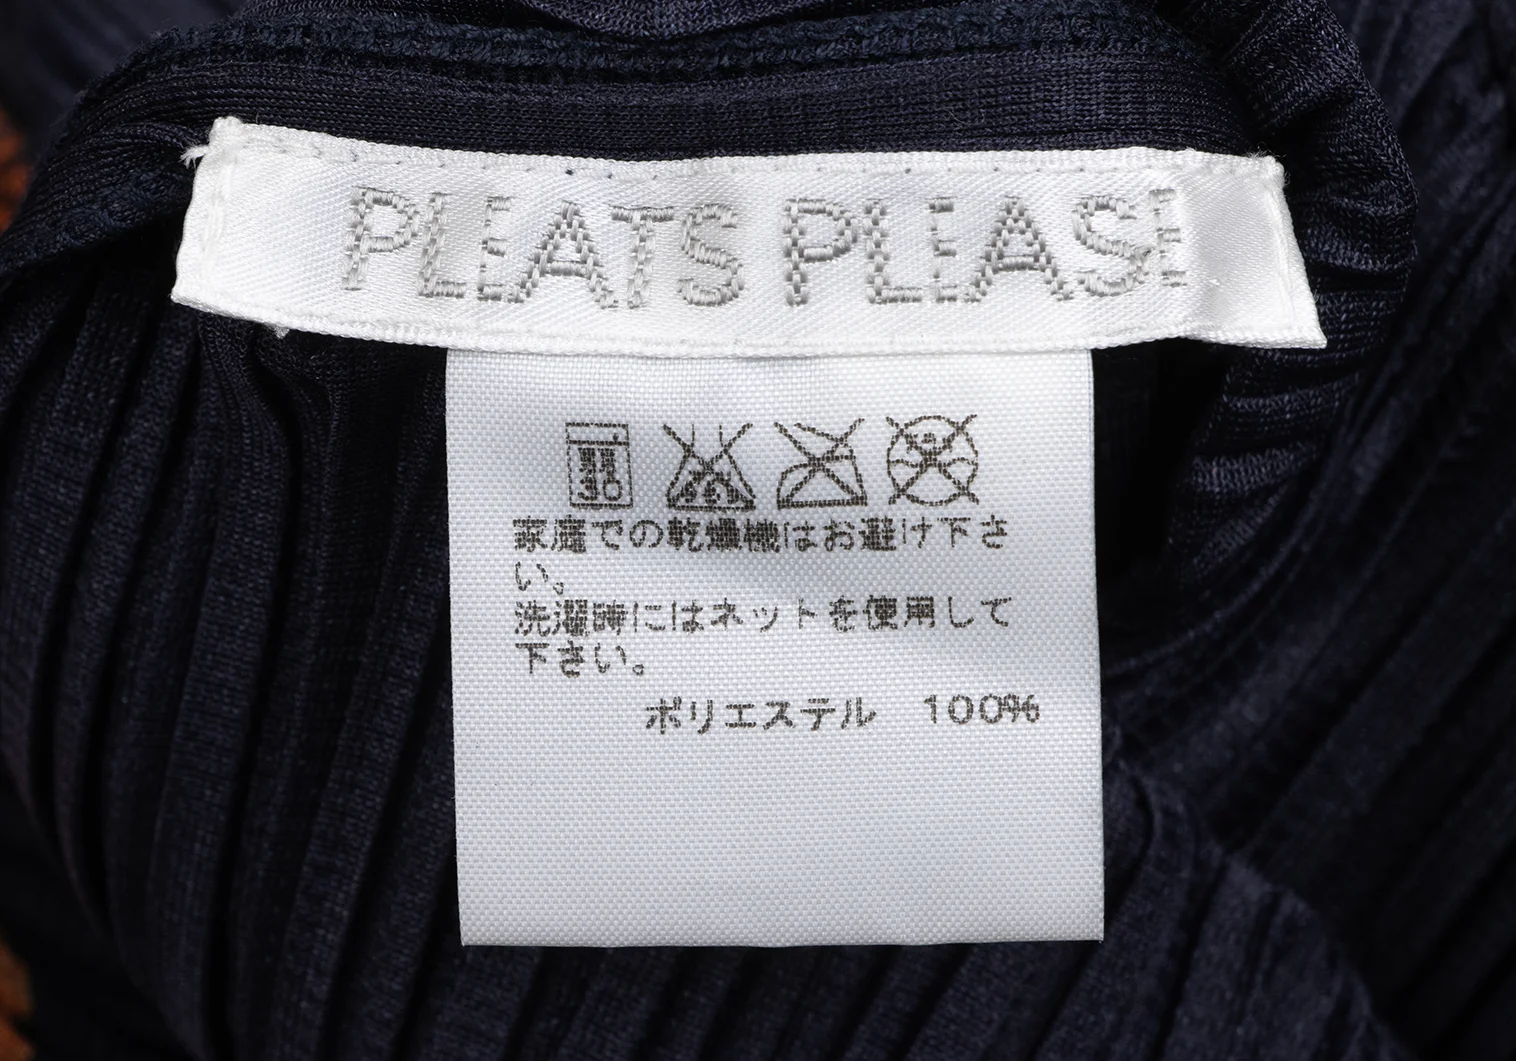 PLEATS PLEASE
家庭での乾燥機はお避け下さ
い。
洗濯時にはネットを使用して
下さい。
ポリエステル 100%